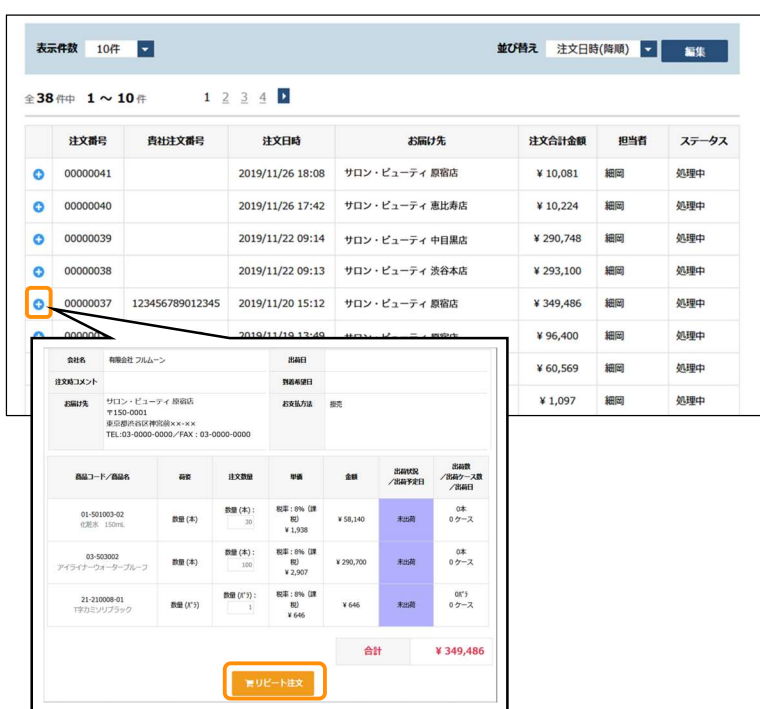 表示件数 10件 並び替え 注文日時(降順) 編集
全38件中 1 ～ 10件 1 2 3 4
注文番号 貴社注文番号 注文日時 お届け先 注文合計金額 担当者 ステータス
00000041 2019/11/26 18:08 サロン・ビューティ 原宿店 ¥ 10,081 細岡 処理中
00000040 2019/11/26 17:42 サロン・ビューティ 恵比寿店 ¥ 10,224 細岡 処理中
00000039 2019/11/22 09:14 サロン・ビューティ 中目黒店 ¥ 290,748 細岡 処理中
00000038 2019/11/22 09:13 サロン・ビューティ 渋谷本店 ¥ 293,100 細岡 処理中
00000037 123456789012345 2019/11/20 15:12 サロン・ビューティ 原宿店 ¥ 349,486 細岡 処理中
2019/11/19 13:49 サロン・ビューティ 原宿店 ¥ 96,400 細岡 処理中
¥ 60,569 細岡 処理中
¥ 1,097 細岡 処理中
会社名 有限会社 フルムーン 出荷日
注文時コメント 到着希望日
お届け先 サロン・ビューティ 原宿店 お支払方法 掛売
〒150-0001
東京都渋谷区神宮前××-××
TEL:03-0000-0000／FAX：03-0000-0000
商品コード／商品名 荷姿 注文数量 単価 金額 出荷状況 出荷数
／出荷予定日 ／出荷ケース数
／出荷日
01-501003-02 数量 (本) 数量 (本)： 税率：8%（課 ¥ 58,140 未出荷 0本
化粧水 150mL 30 税) 0 ケース
¥ 1,938
03-503002 数量 (本) 数量 (本)： 税率：8%（課 ¥ 290,700 未出荷 0本
アイライナーウォータープルーフ 100 税) 0 ケース
¥ 2,907
21-210008-01 数量 (ﾊﾞﾗ) 数量 (ﾊﾞﾗ)： 税率：8%（課 ¥ 646 未出荷 0ﾊﾞﾗ
T字カミソリブラック 1 税) 0 ケース
¥ 646
合計 ¥ 349,486
リピート注文